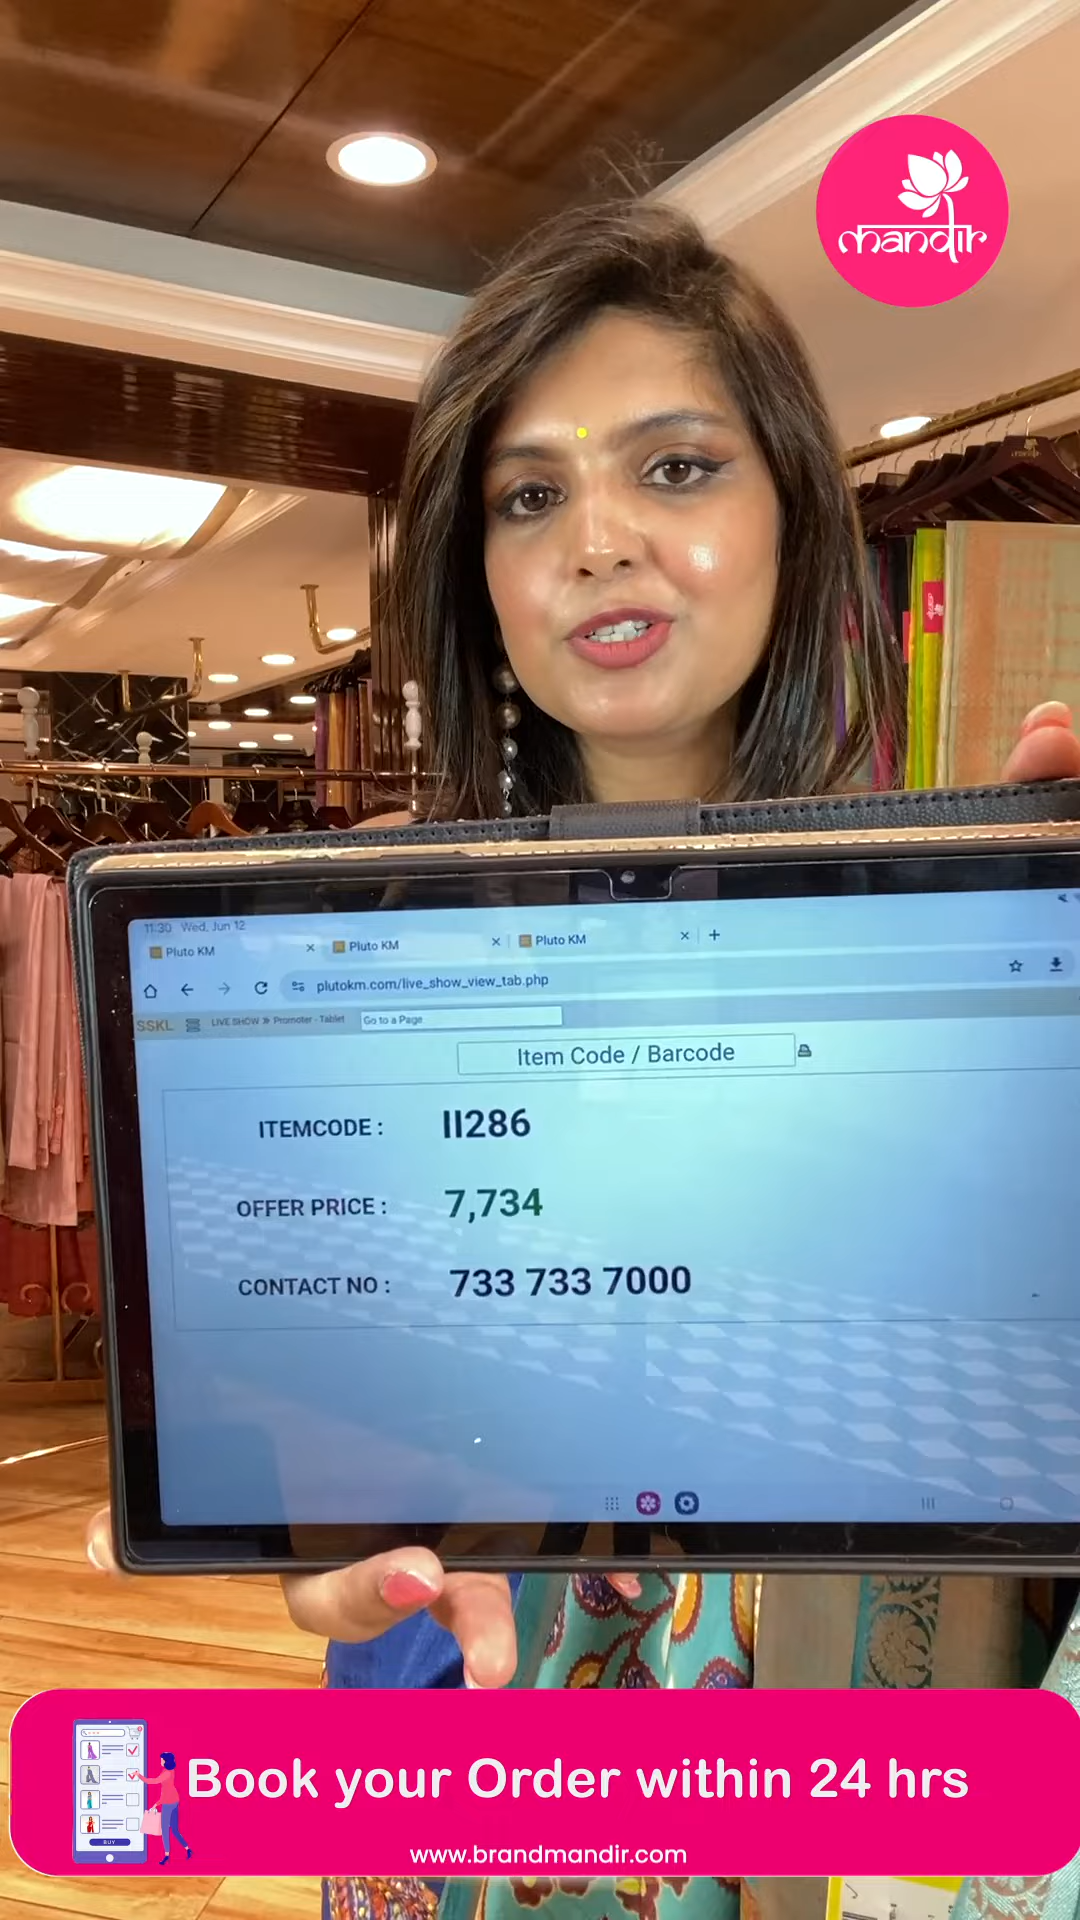 mandir
11:30 Wed, Jun 12
Pluto KM × Pluto KM × Pluto KM × +
plutokm.com/live_show_view_tab.php
SSKL LIVE SHOW » Promoter - Tablet Go to a Page
Item Code / Barcode
ITEMCODE : II286
OFFER PRICE : 7,734
CONTACT NO : 733 733 7000
Book your Order within 24 hrs
BUY
www.brandmandir.com